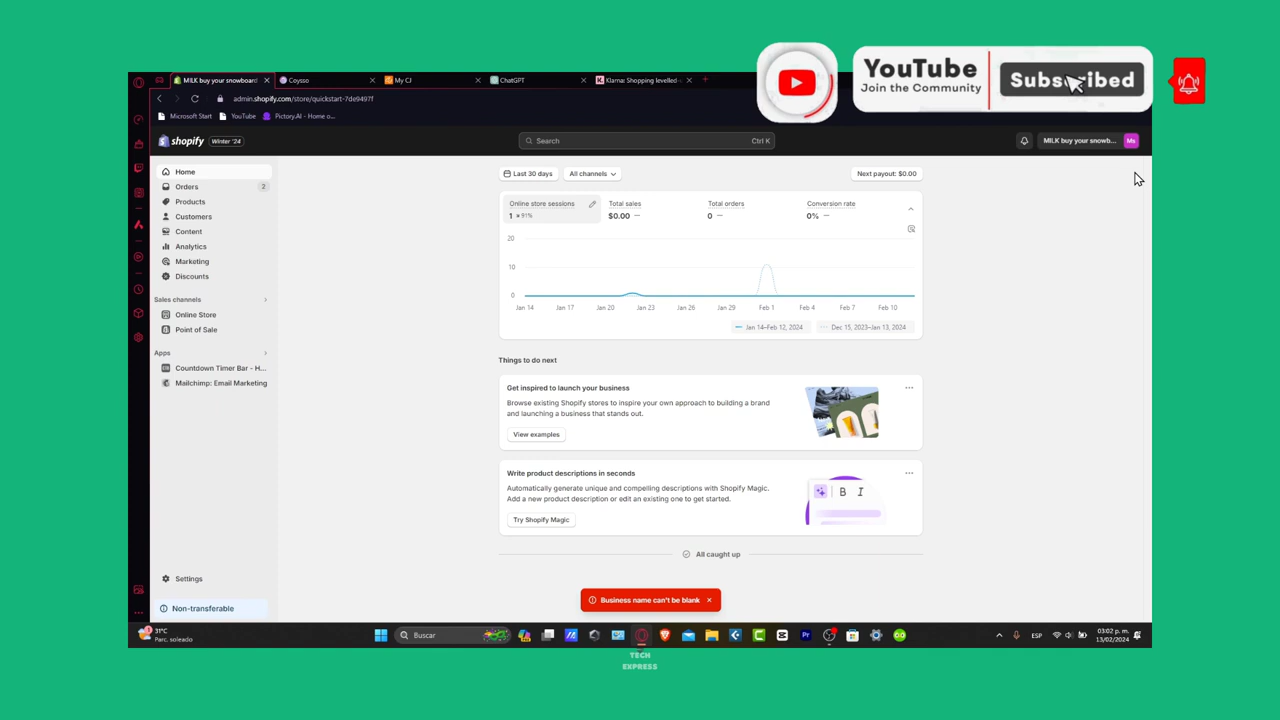 YouTube
Join the Community
Subscribed
MILK buy your snowboard
Coysso
My CJ
ChatGPT
Klarna: Shopping levelled
admin.shopify.com/store/quickstart-7de9497f
Microsoft Start
YouTube
Pictory.AI - Home o...
shopify
Winter '24
Search
Ctrl K
MILK buy your snowb...
Ms
Home
Orders
2
Products
Customers
Content
Analytics
Marketing
Discounts
Sales channels
Online Store
Point of Sale
Apps
Countdown Timer Bar - H...
Mailchimp: Email Marketing
Settings
Non-transferable
Last 30 days
All channels
Next payout: $0.00
Online store sessions
1
91%
Total sales
$0.00 —
Total orders
0 —
Conversion rate
0% —
20
10
0
Jan 14
Jan 17
Jan 20
Jan 23
Jan 26
Jan 29
Feb 1
Feb 4
Feb 7
Feb 10
Jan 14–Feb 12, 2024
Dec 15, 2023–Jan 13, 2024
Things to do next
Get inspired to launch your business
Browse existing Shopify stores to inspire your own approach to building a brand
and launching a business that stands out.
View examples
Write product descriptions in seconds
Automatically generate unique and compelling descriptions with Shopify Magic.
Add a new product description or edit an existing one to get started.
Try Shopify Magic
B I
All caught up
Business name can't be blank
31°C
Parc. soleado
Buscar
Pr
ESP
03:02 p. m.
13/02/2024
TECH
EXPRESS